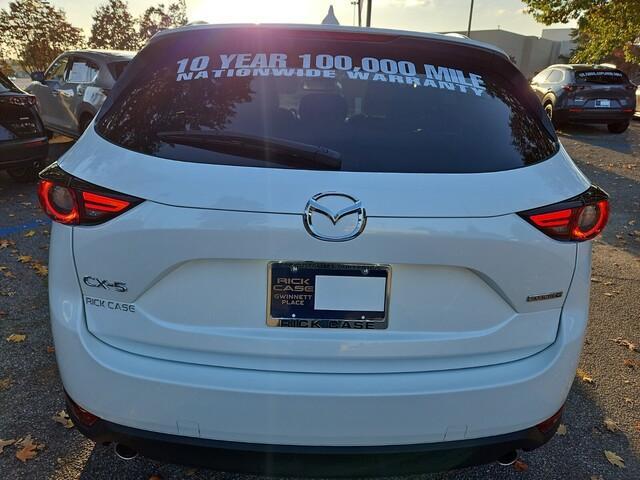 10 YEAR 100,000 MILE
NATIONWIDE WARRANTY
CX-5
RICK CASE
RICK
CASE
GWINNETT
PLACE
RICK CASE